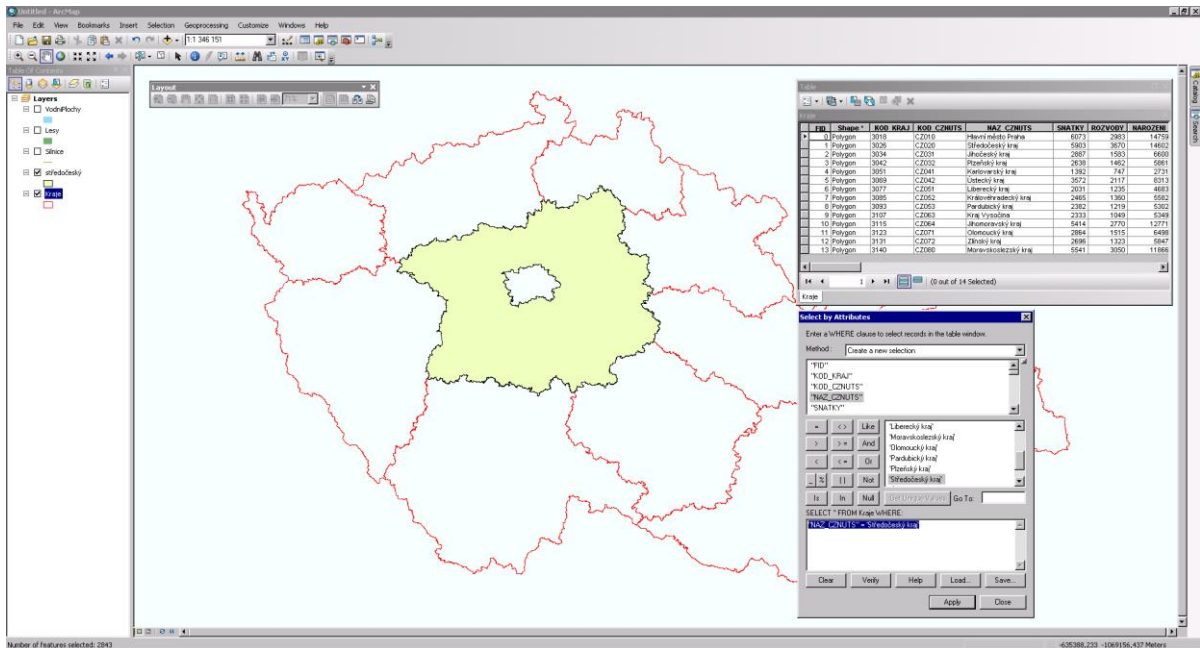 Untitled - ArcMap
File Edit View Bookmarks Insert Selection Geoprocessing Customize Windows Help
1:1 346 151
Table Of Contents
Layers
VodniPlochy
Lesy
Silnice
středočeský
Kraje
Layout
Table
Kraje
FID Shape * KOD_KRAJ KOD_CZNUTS NAZ_CZNUTS SNATKY ROZVODY NAROZENI
0 Polygon 3018 CZ010 Hlavní město Praha 6073 2983 14759
1 Polygon 3026 CZ020 Středočeský kraj 5903 3670 14602
2 Polygon 3034 CZ031 Jihočeský kraj 2887 1583 6600
3 Polygon 3042 CZ032 Plzeňský kraj 2638 1462 5861
4 Polygon 3051 CZ041 Karlovarský kraj 1392 747 2731
5 Polygon 3069 CZ042 Ústecký kraj 3572 2117 8313
6 Polygon 3077 CZ051 Liberecký kraj 2031 1235 4683
7 Polygon 3085 CZ052 Královéhradecký kraj 2465 1360 5582
8 Polygon 3093 CZ053 Pardubický kraj 2382 1219 5302
9 Polygon 3107 CZ063 Kraj Vysočina 2333 1049 5349
10 Polygon 3115 CZ064 Jihomoravský kraj 5414 2770 12771
11 Polygon 3123 CZ071 Olomoucký kraj 2864 1515 6498
12 Polygon 3131 CZ072 Zlínský kraj 2696 1323 5847
13 Polygon 3140 CZ080 Moravskoslezský kraj 5541 3050 11866
1 (0 out of 14 Selected)
Kraje
Catalog
Search
Select by Attributes
Enter a WHERE clause to select records in the table window.
Method: Create a new selection
"FID"
"KOD_KRAJ"
"KOD_CZNUTS"
"NAZ_CZNUTS"
"SNATKY"
= <> Like
> >= And
< <= Or
_ % () Not
Is In Null
'Liberecký kraj'
'Moravskoslezský kraj'
'Olomoucký kraj'
'Pardubický kraj'
'Plzeňský kraj'
'Středočeský kraj'
Get Unique Values Go To:
SELECT * FROM Kraje WHERE:
"NAZ_CZNUTS" = 'Středočeský kraj'
Clear Verify Help Load... Save...
Apply Close
Number of features selected: 2843
-635388,233 -1069156,437 Meters